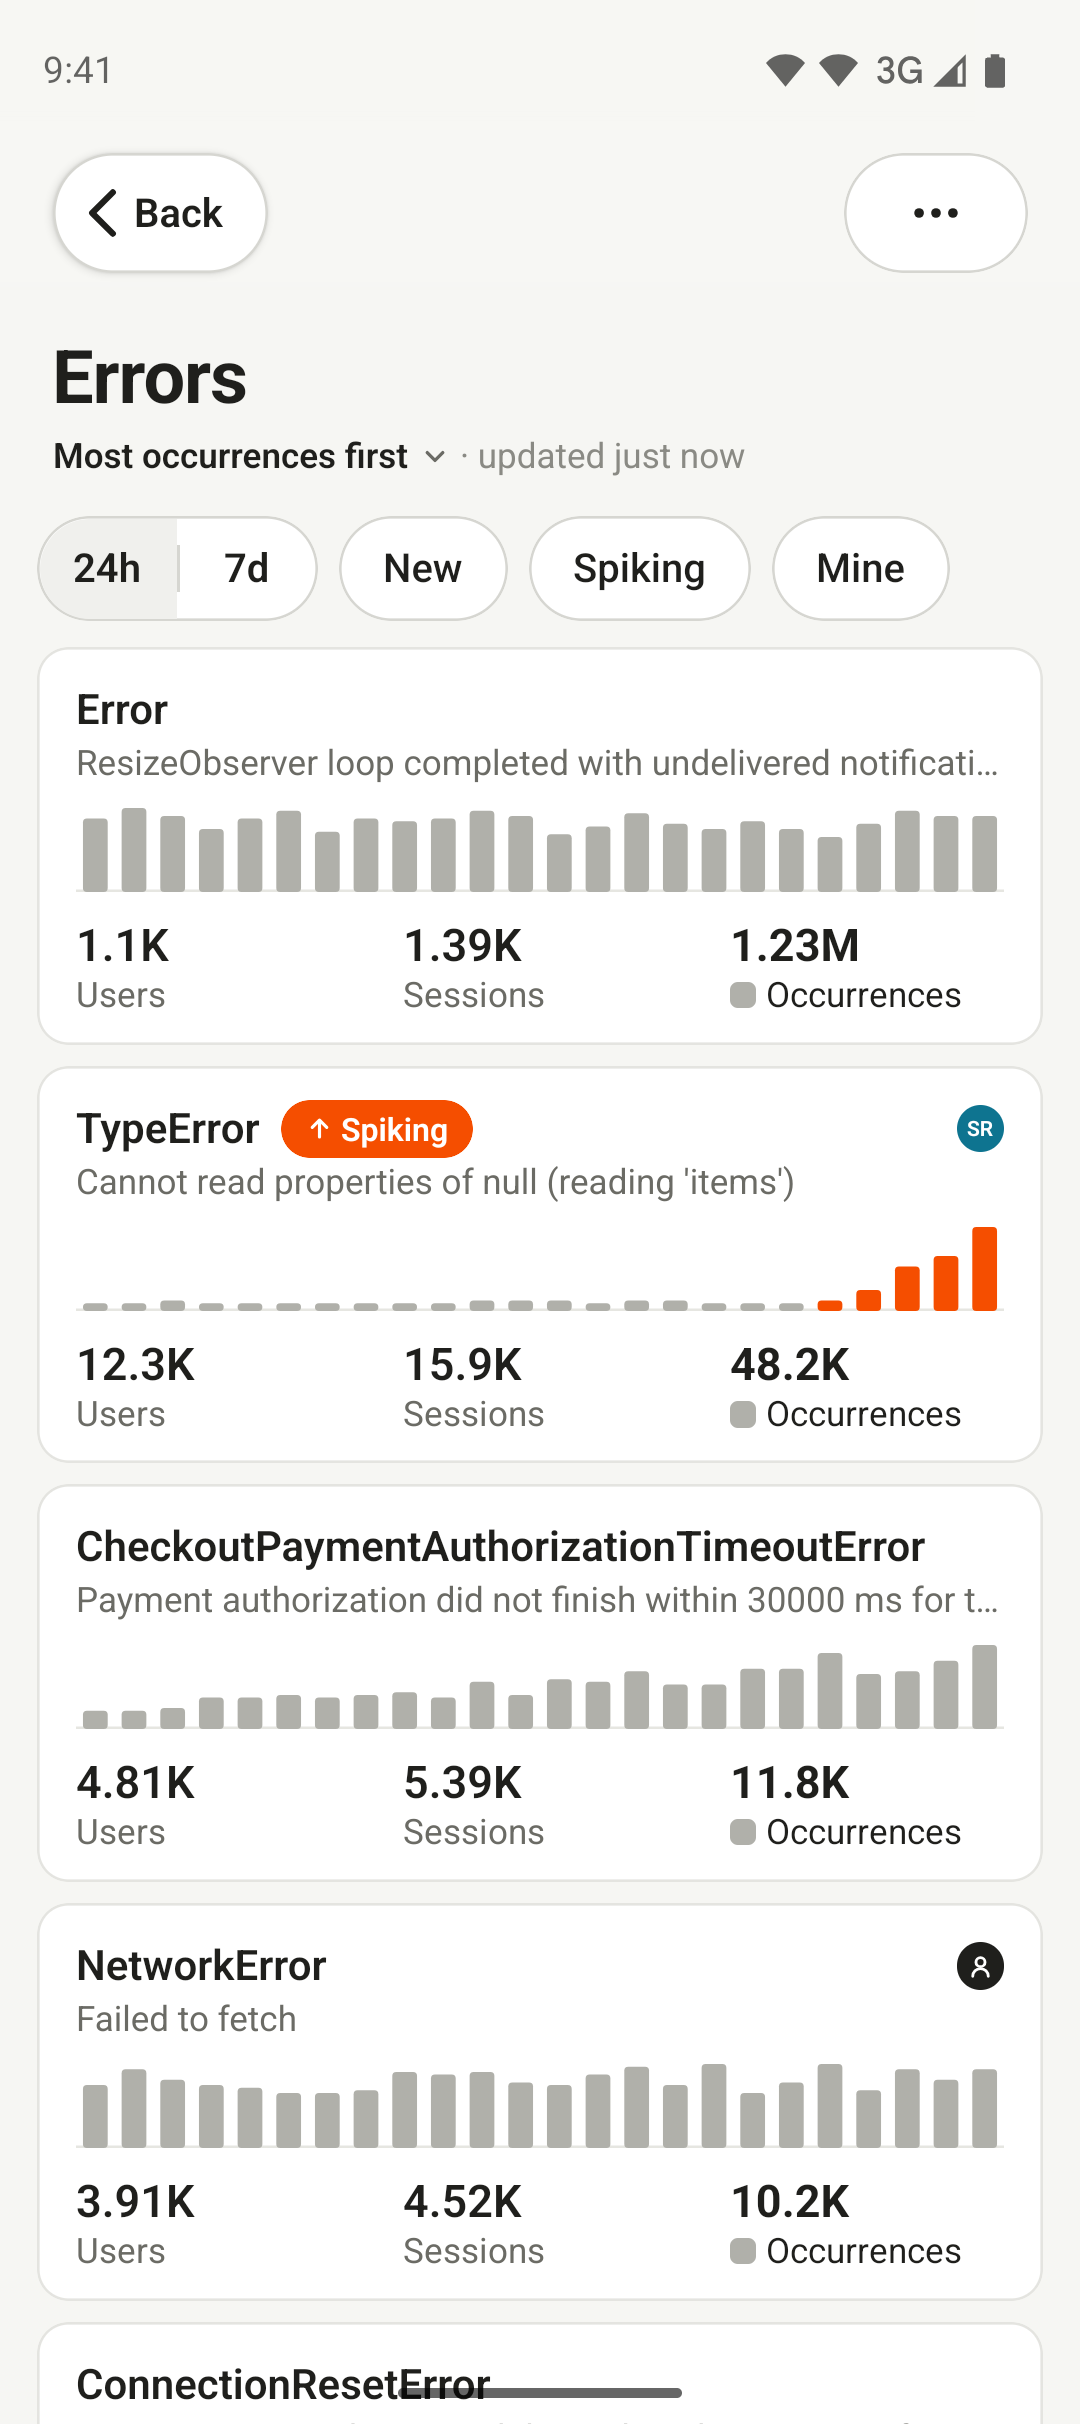 9:41 3G
Back
Errors
Most occurrences first · updated just now
24h 7d New Spiking Mine
Error
ResizeObserver loop completed with undelivered notificati...
1.1K 1.39K 1.23M
Users Sessions Occurrences
TypeError Spiking SR
Cannot read properties of null (reading 'items')
12.3K 15.9K 48.2K
Users Sessions Occurrences
CheckoutPaymentAuthorizationTimeoutError
Payment authorization did not finish within 30000 ms for t...
4.81K 5.39K 11.8K
Users Sessions Occurrences
NetworkError
Failed to fetch
3.91K 4.52K 10.2K
Users Sessions Occurrences
ConnectionResetError